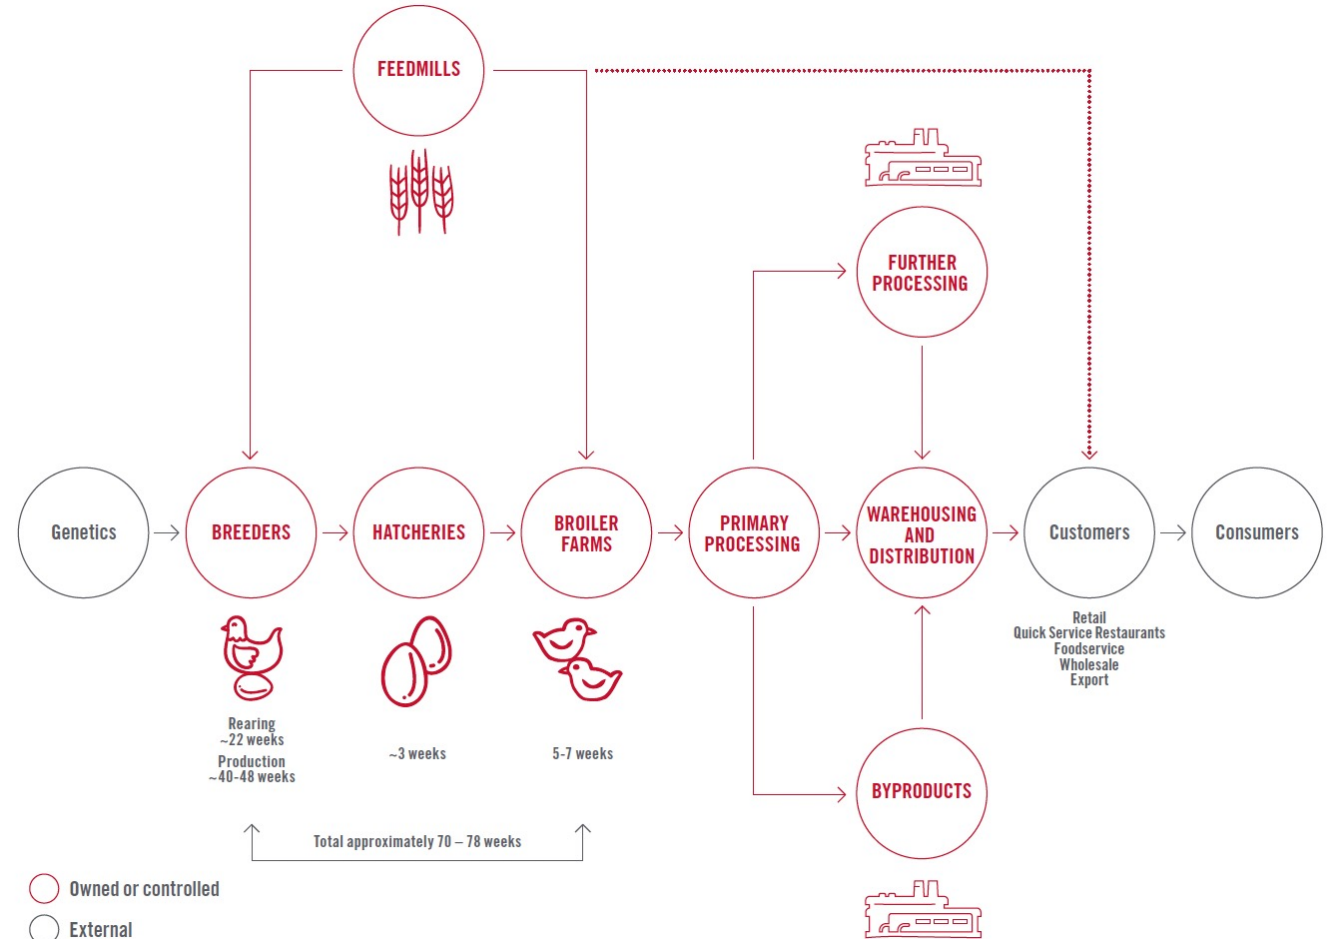 FEEDMILLS
FURTHER
PROCESSING
Genetics
BREEDERS
HATCHERIES
BROILER
FARMS
PRIMARY
PROCESSING
WAREHOUSING
AND
DISTRIBUTION
Customers
Consumers
Retail
Quick Service Restaurants
Foodservice
Wholesale
Export
Rearing
~22 weeks
Production
~40-48 weeks
~3 weeks
5-7 weeks
BYPRODUCTS
Total approximately 70 – 78 weeks
Owned or controlled
External